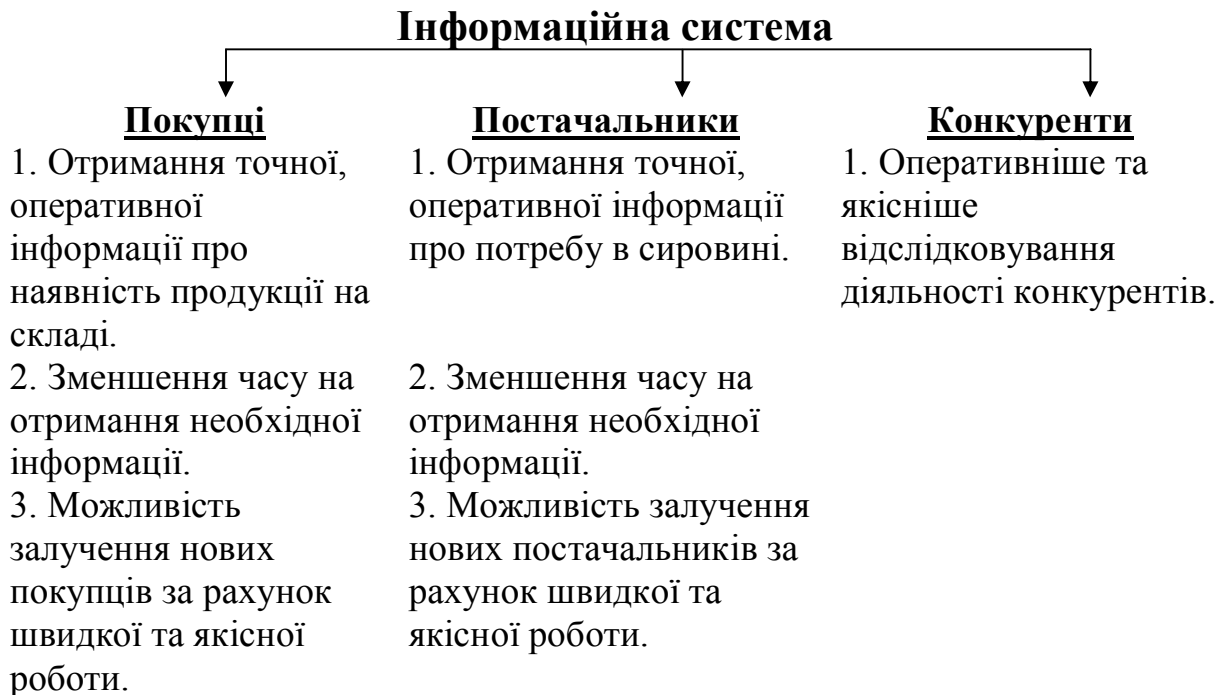 Інформаційна система
Покупці
1. Отримання точної,
оперативної
інформації про
наявність продукції на
складі.
2. Зменшення часу на
отримання необхідної
інформації.
3. Можливість
залучення нових
покупців за рахунок
швидкої та якісної
роботи.
Постачальники
1. Отримання точної,
оперативної інформації
про потребу в сировині.
2. Зменшення часу на
отримання необхідної
інформації.
3. Можливість залучення
нових постачальників за
рахунок швидкої та
якісної роботи.
Конкуренти
1. Оперативніше та
якісніше
відслідковування
діяльності конкурентів.